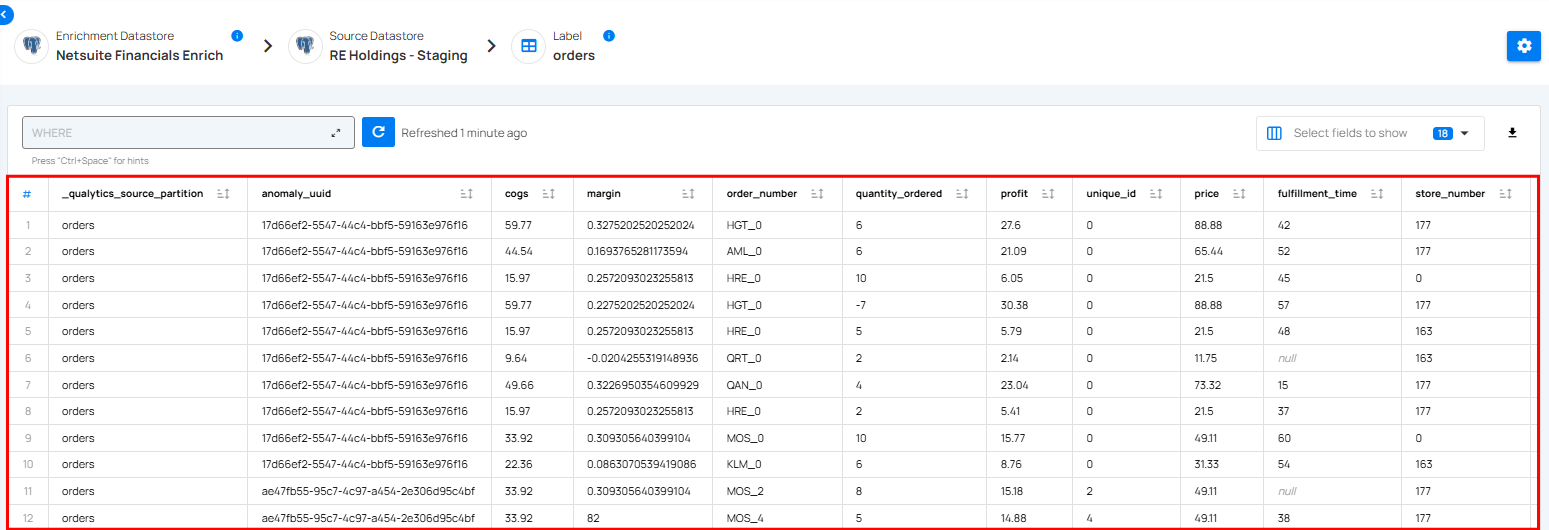 Enrichment Datastore
Netsuite Financials Enrich
Source Datastore
RE Holdings - Staging
Label
orders
WHERE
Refreshed 1 minute ago
Select fields to show 18
Press "Ctrl+Space" for hints
# _qualytics_source_partition anomaly_uuid cogs margin order_number quantity_ordered profit unique_id price fulfillment_time store_number
1 orders 17d66ef2-5547-44c4-bbf5-59163e976f16 59.77 0.3275202520252024 HGT_0 6 27.6 0 88.88 42 177
2 orders 17d66ef2-5547-44c4-bbf5-59163e976f16 44.54 0.1693765281173594 AML_0 6 21.09 0 65.44 52 177
3 orders 17d66ef2-5547-44c4-bbf5-59163e976f16 15.97 0.2572093023255813 HRE_0 10 6.05 0 21.5 45 0
4 orders 17d66ef2-5547-44c4-bbf5-59163e976f16 59.77 0.2275202520252024 HGT_0 -7 30.38 0 88.88 57 177
5 orders 17d66ef2-5547-44c4-bbf5-59163e976f16 15.97 0.2572093023255813 HRE_0 5 5.79 0 21.5 48 163
6 orders 17d66ef2-5547-44c4-bbf5-59163e976f16 9.64 -0.0204255319148936 QRT_0 2 2.14 0 11.75 null 163
7 orders 17d66ef2-5547-44c4-bbf5-59163e976f16 49.66 0.3226950354609929 QAN_0 4 23.04 0 73.32 15 177
8 orders 17d66ef2-5547-44c4-bbf5-59163e976f16 15.97 0.2572093023255813 HRE_0 2 5.41 0 21.5 37 177
9 orders 17d66ef2-5547-44c4-bbf5-59163e976f16 33.92 0.309305640399104 MOS_0 10 15.77 0 49.11 60 0
10 orders 17d66ef2-5547-44c4-bbf5-59163e976f16 22.36 0.0863070539419086 KLM_0 6 8.76 0 31.33 54 163
11 orders ae47fb55-95c7-4c97-a454-2e306d95c4bf 33.92 0.309305640399104 MOS_2 8 15.18 2 49.11 null 177
12 orders ae47fb55-95c7-4c97-a454-2e306d95c4bf 33.92 82 MOS_4 5 14.88 4 49.11 38 177